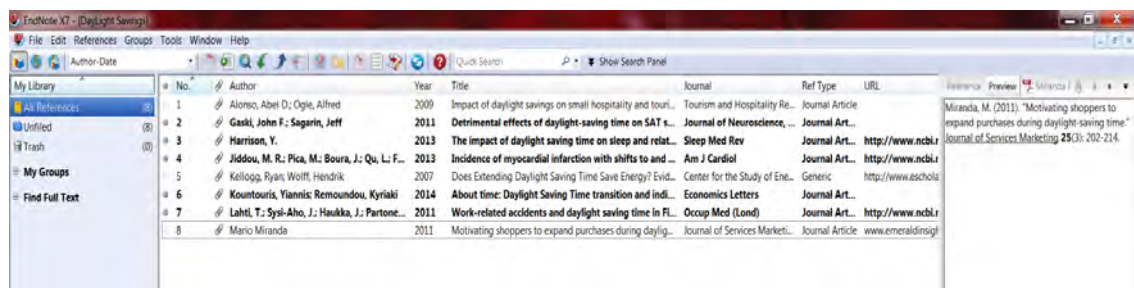 EndNote X7 - [DayLight Savings]
File Edit References Groups Tools Window Help
Author-Date Quick Search Show Search Panel
My Library No. Author Year Title Journal Ref Type URL Reference Preview Miranda
All References (8) 1 Alonso, Abel D.; Ogle, Alfred 2009 Impact of daylight savings on small hospitality and touri... Tourism and Hospitality Re... Journal Article
Unfiled (8) 2 Gaski, John F.; Sagarin, Jeff 2011 Detrimental effects of daylight-saving time on SAT s... Journal of Neuroscience, ... Journal Art...
Trash (0) 3 Harrison, Y. 2013 The impact of daylight saving time on sleep and relat... Sleep Med Rev Journal Art... http://www.ncbi.r
4 Jiddou, M. R.; Pica, M.; Boura, J.; Qu, L.; F... 2013 Incidence of myocardial infarction with shifts to and ... Am J Cardiol Journal Art... http://www.ncbi.r
My Groups 5 Kellogg, Ryan; Wolff, Hendrik 2007 Does Extending Daylight Saving Time Save Energy? Evid... Center for the Study of Ene... Generic http://www.eschola
Find Full Text 6 Kountouris, Yiannis; Remoundou, Kyriaki 2014 About time: Daylight Saving Time transition and indi... Economics Letters Journal Art...
7 Lahti, T.; Sysi-Aho, J.; Haukka, J.; Partone... 2011 Work-related accidents and daylight saving time in Fi... Occup Med (Lond) Journal Art... http://www.ncbi.r
8 Mario Miranda 2011 Motivating shoppers to expand purchases during daylig... Journal of Services Marketi... Journal Article www.emeraldinsigh
Miranda, M. (2011). "Motivating shoppers to
expand purchases during daylight-saving time."
Journal of Services Marketing 25(3): 202-214.